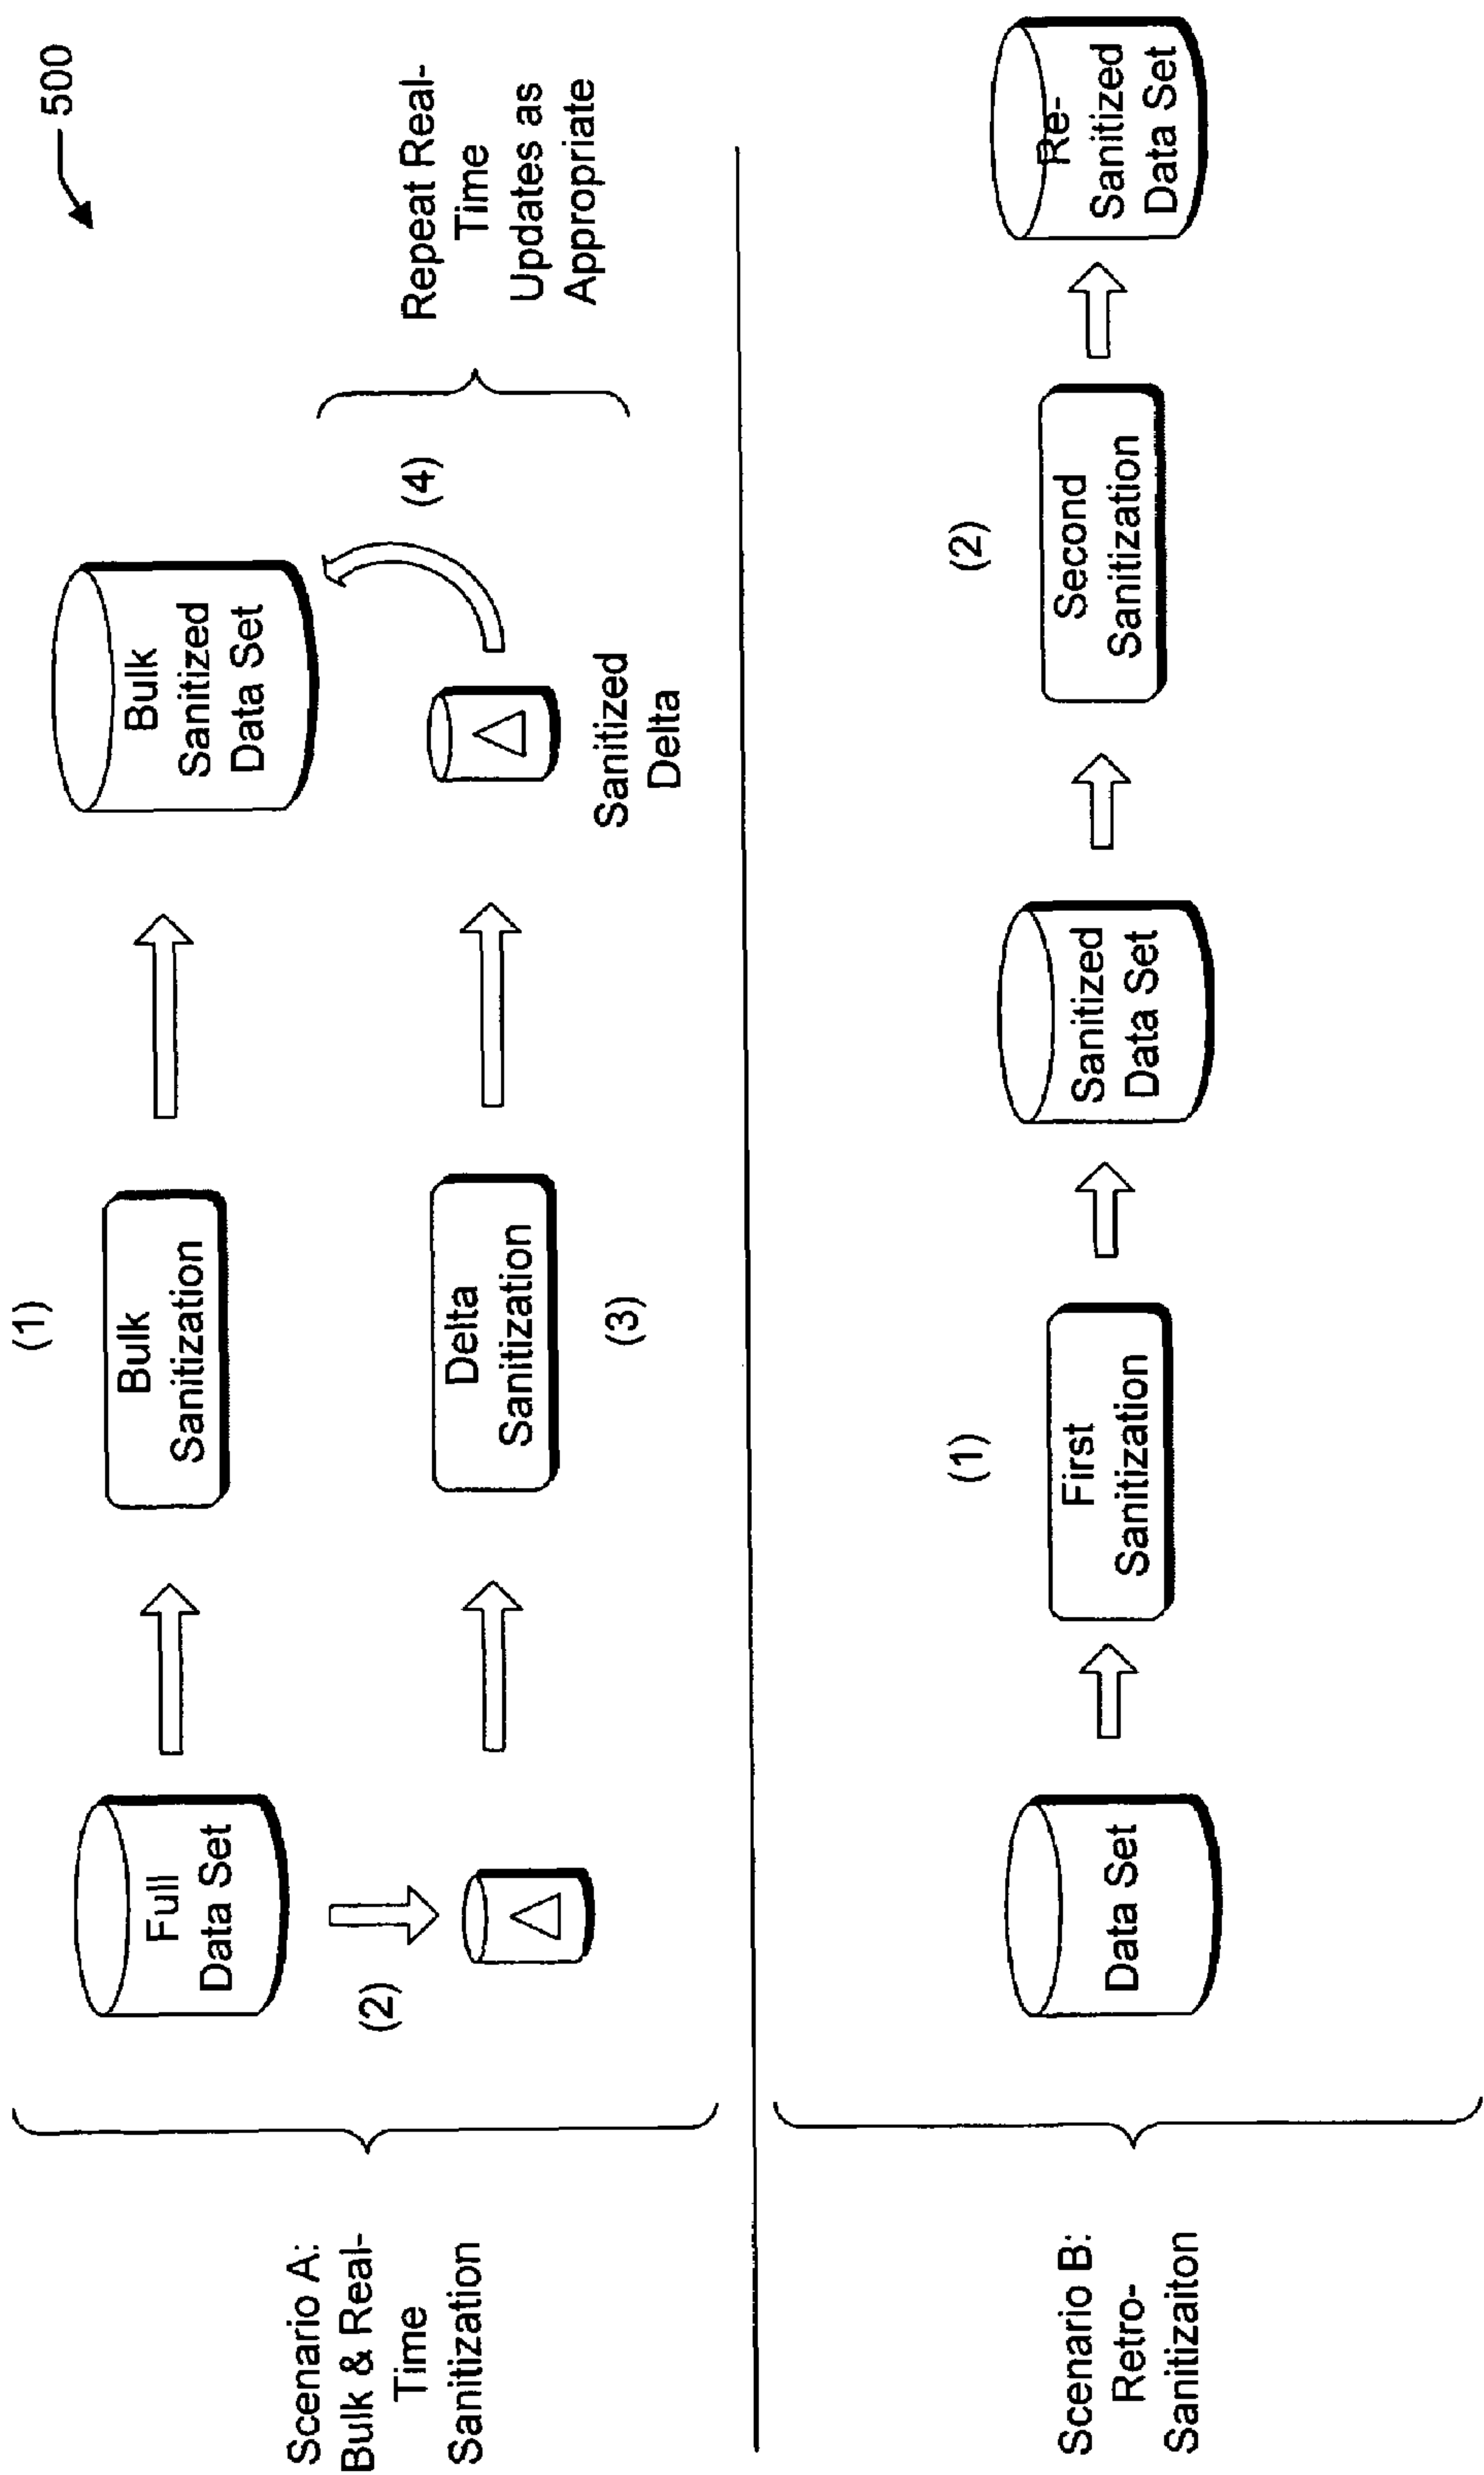 500
Scenario A:
Bulk & Real-
Time
Sanitization
Full
Data Set
(1)
Bulk
Sanitization
Bulk
Sanitized
Data Set
(2)
Delta
Sanitization
(3)
Sanitized
Delta
(4)
Repeat Real-
Time
Updates as
Appropriate
Scenario B:
Retro-
Sanitizaiton
Data Set
(1)
First
Sanitization
Sanitized
Data Set
(2)
Second
Sanitization
Re-
Sanitized
Data Set